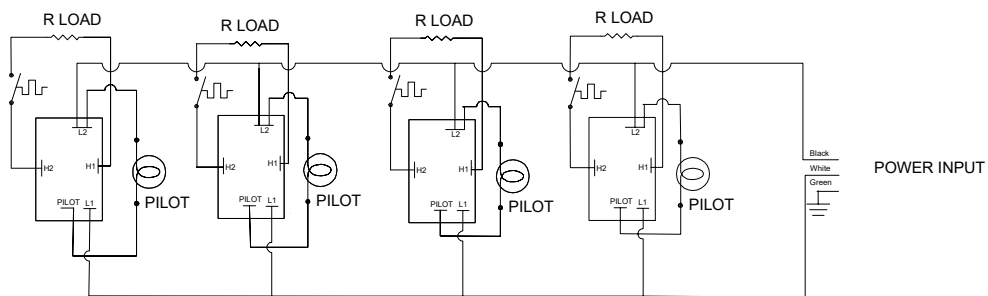 R LOAD
R LOAD
R LOAD
R LOAD
L2
H2
H1
PILOT
L1
PILOT
L2
H2
H1
PILOT
L1
PILOT
L2
H2
H1
PILOT
L1
PILOT
L2
H2
H1
PILOT
L1
PILOT
Black
White
Green
POWER INPUT